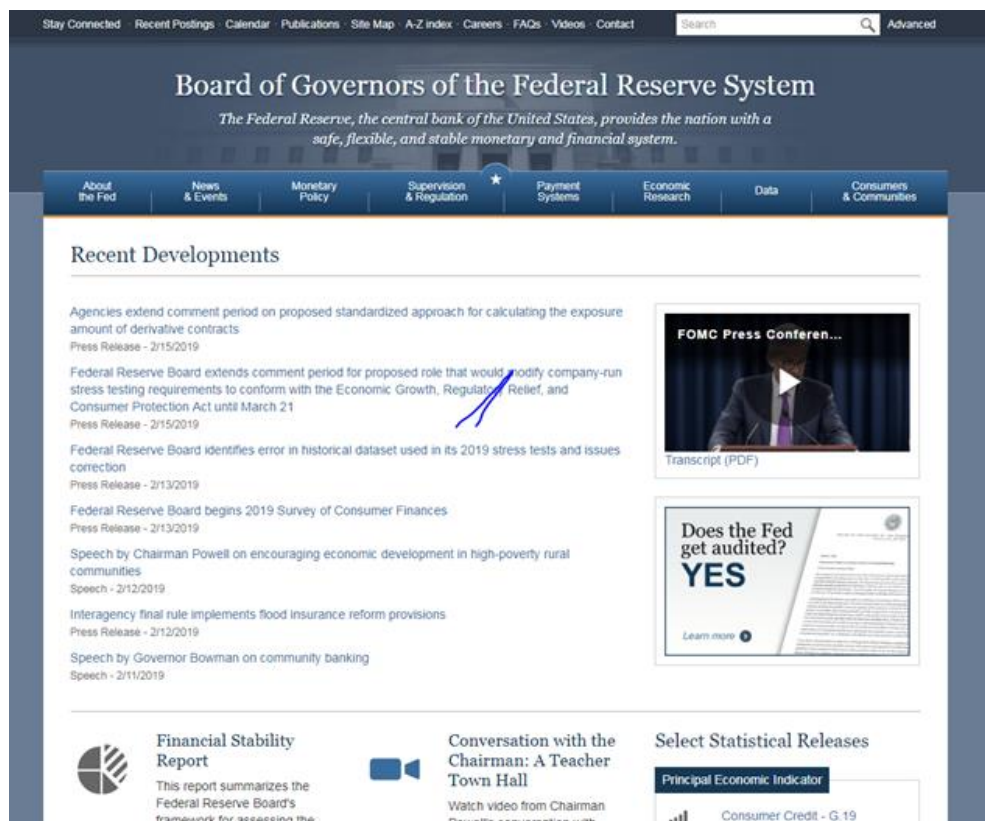 Stay Connected Recent Postings Calendar Publications Site Map A-Z index Careers FAQs Videos Contact Search Advanced
Board of Governors of the Federal Reserve System
The Federal Reserve, the central bank of the United States, provides the nation with a
safe, flexible, and stable monetary and financial system.
About the Fed
News & Events
Monetary Policy
Supervision & Regulation
Payment Systems
Economic Research
Data
Consumers & Communities
Recent Developments
Agencies extend comment period on proposed standardized approach for calculating the exposure
amount of derivative contracts
Press Release - 2/15/2019
Federal Reserve Board extends comment period for proposed role that would modify company-run
stress testing requirements to conform with the Economic Growth, Regulatory Relief, and
Consumer Protection Act until March 21
Press Release - 2/15/2019
Federal Reserve Board identifies error in historical dataset used in its 2019 stress tests and issues
correction
Press Release - 2/13/2019
Federal Reserve Board begins 2019 Survey of Consumer Finances
Press Release - 2/13/2019
Speech by Chairman Powell on encouraging economic development in high-poverty rural
communities
Speech - 2/12/2019
Interagency final rule implements flood insurance reform provisions
Press Release - 2/12/2019
Speech by Governor Bowman on community banking
Speech - 2/11/2019
FOMC Press Conferen...
Transcript (PDF)
Does the Fed
get audited?
YES
Learn more
Financial Stability
Report
This report summarizes the
Federal Reserve Board's
framework for assessing the
Conversation with the
Chairman: A Teacher
Town Hall
Watch video from Chairman
Powell's conversation with
Select Statistical Releases
Principal Economic Indicator
Consumer Credit - G.19